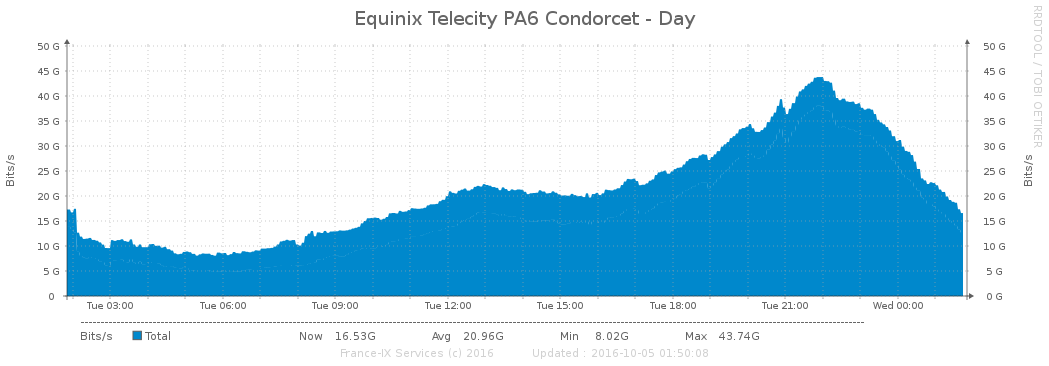 Equinix Telecity PA6 Condorcet - Day
RRDTOOL / TOBI OETIKER
Bits/s
50 G
45 G
40 G
35 G
30 G
25 G
20 G
15 G
10 G
5 G
0
50 G
45 G
40 G
35 G
30 G
25 G
20 G
15 G
10 G
5 G
0 G
Bits/s
Tue 03:00 Tue 06:00 Tue 09:00 Tue 12:00 Tue 15:00 Tue 18:00 Tue 21:00 Wed 00:00
Bits/s Total Now 16.53G Avg 20.96G Min 8.02G Max 43.74G
France-IX Services (c) 2016 Updated : 2016-10-05 01:50:08